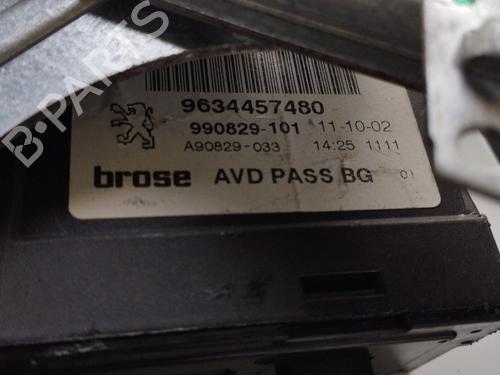 B-PARTS
9634457480
990829-101 11-10-02
A90829-033 14:25 1111
brose AVD PASS BG 01